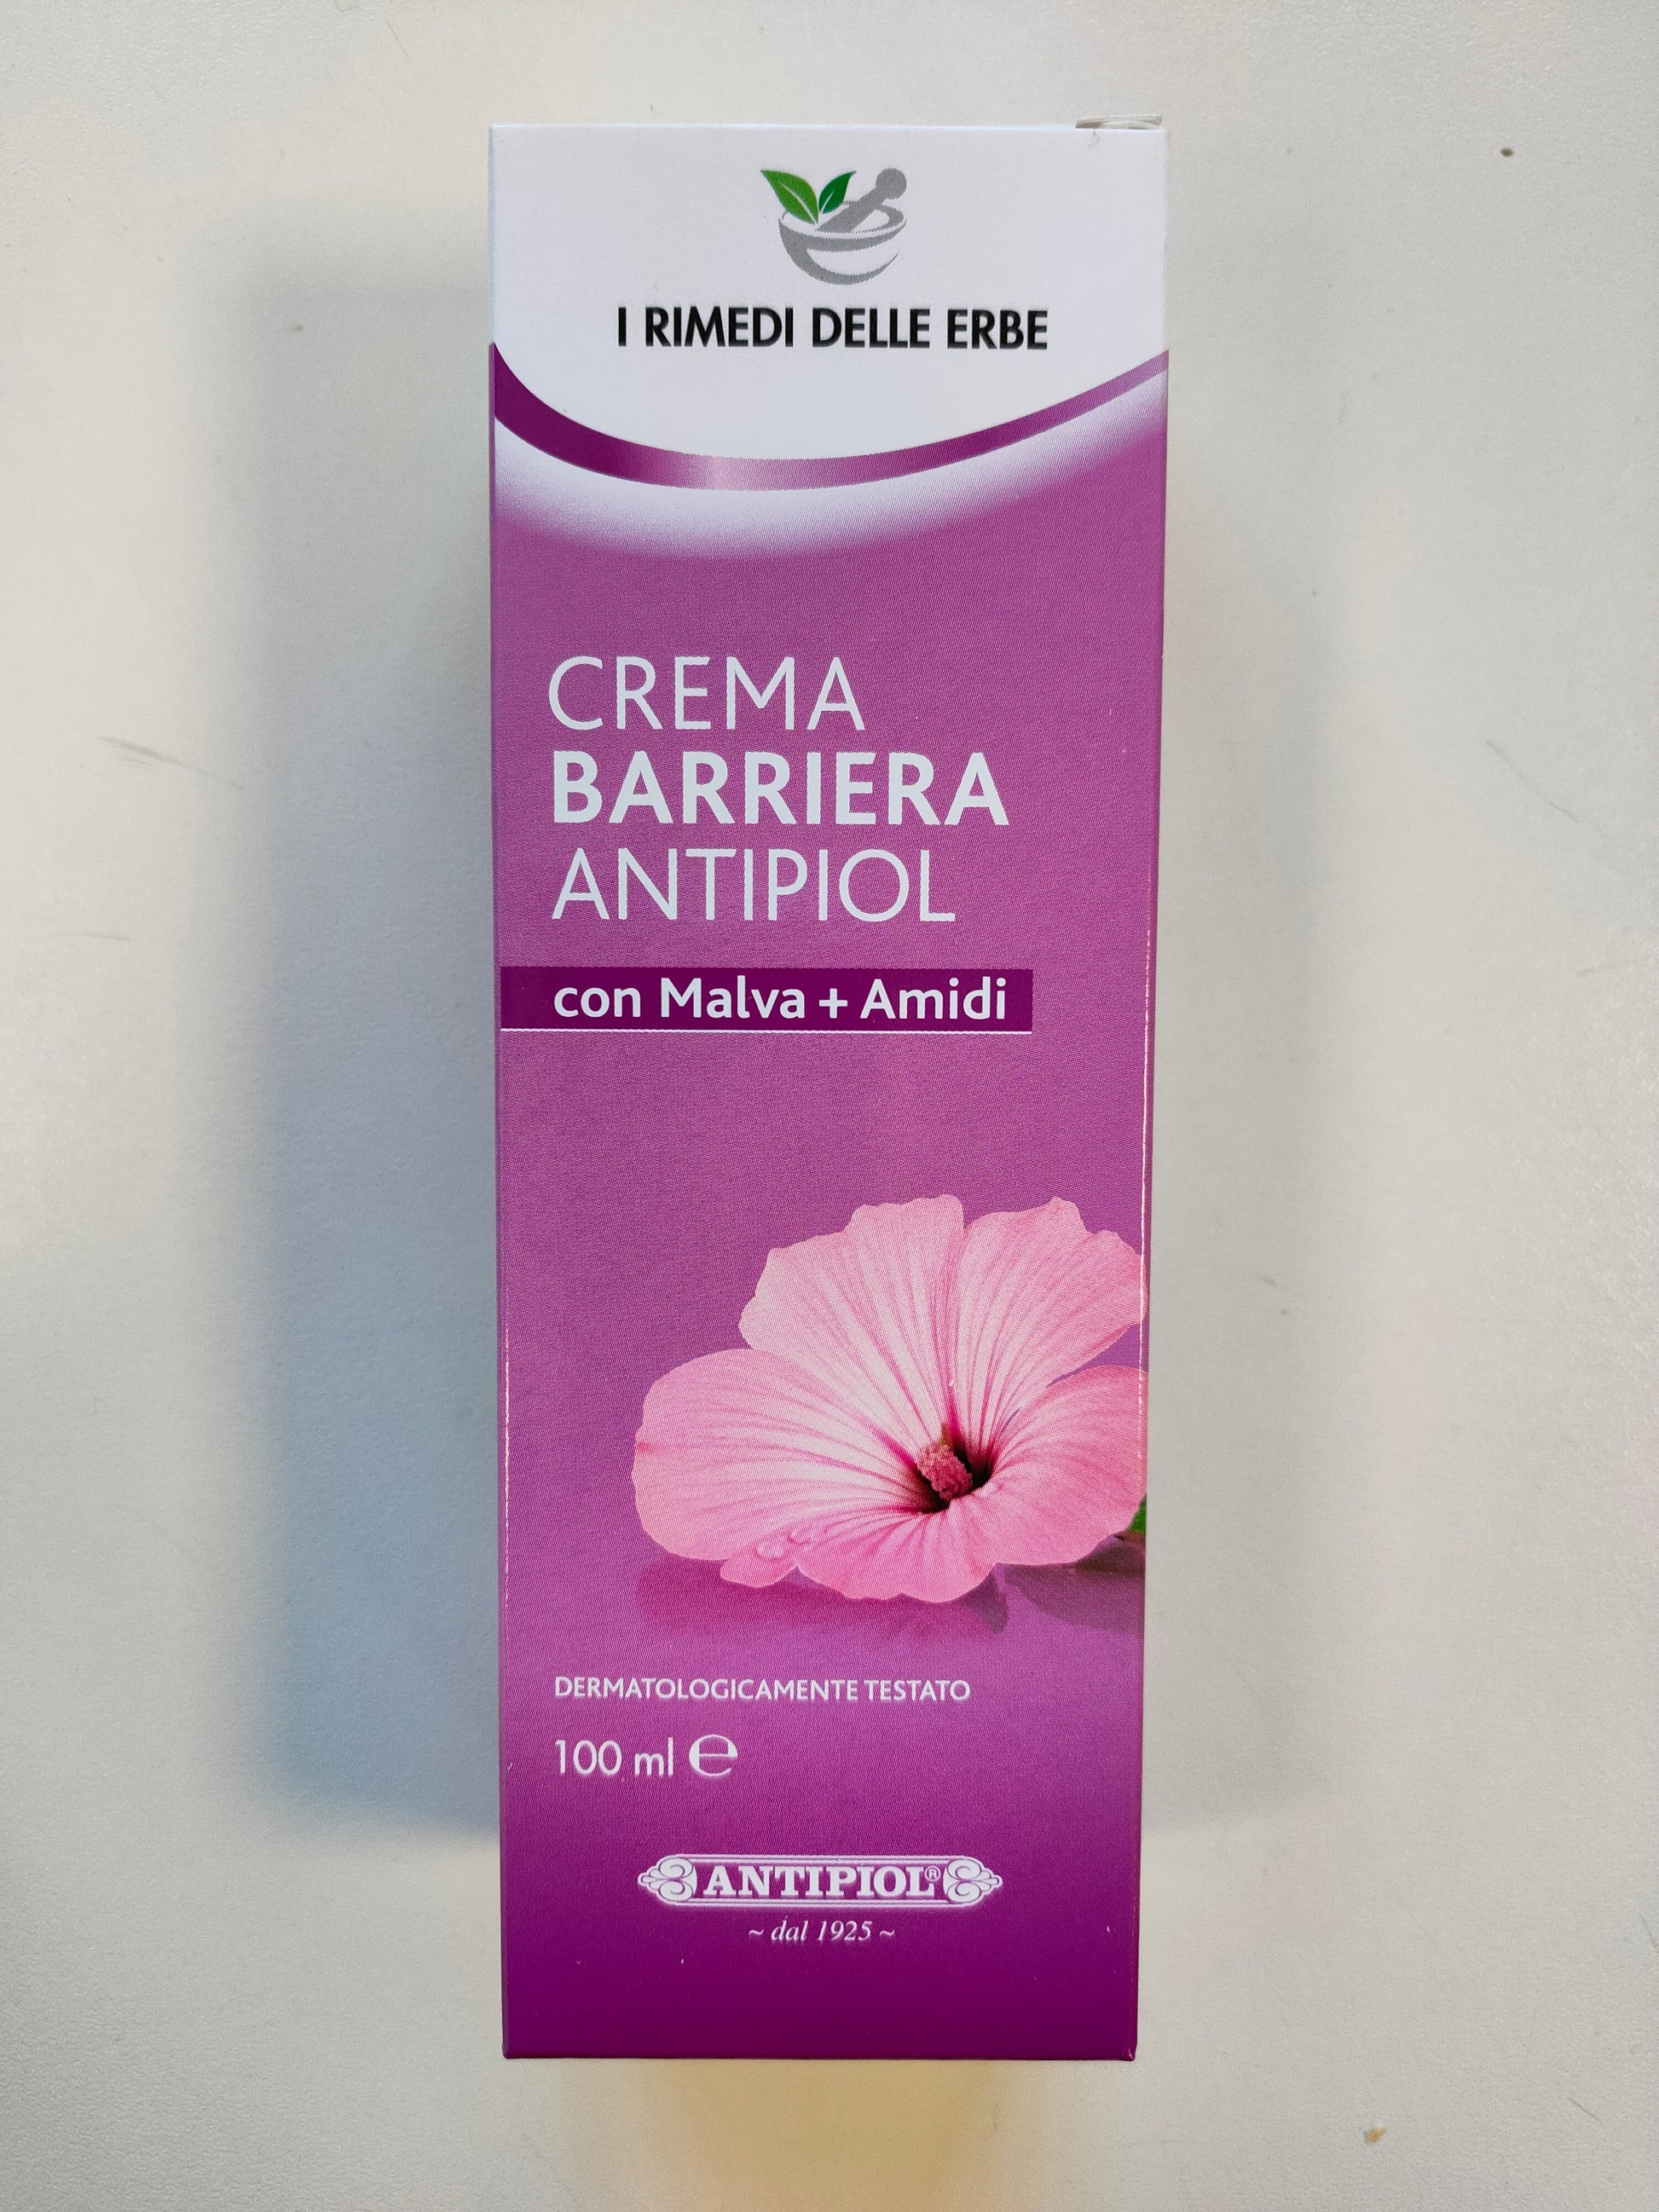 I RIMEDI DELLE ERBE
CREMA
BARRIERA
ANTIPIOL
con Malva + Amidi
DERMATOLOGICAMENTE TESTATO
100 ml ℮
ANTIPIOL®
~ dal 1925 ~